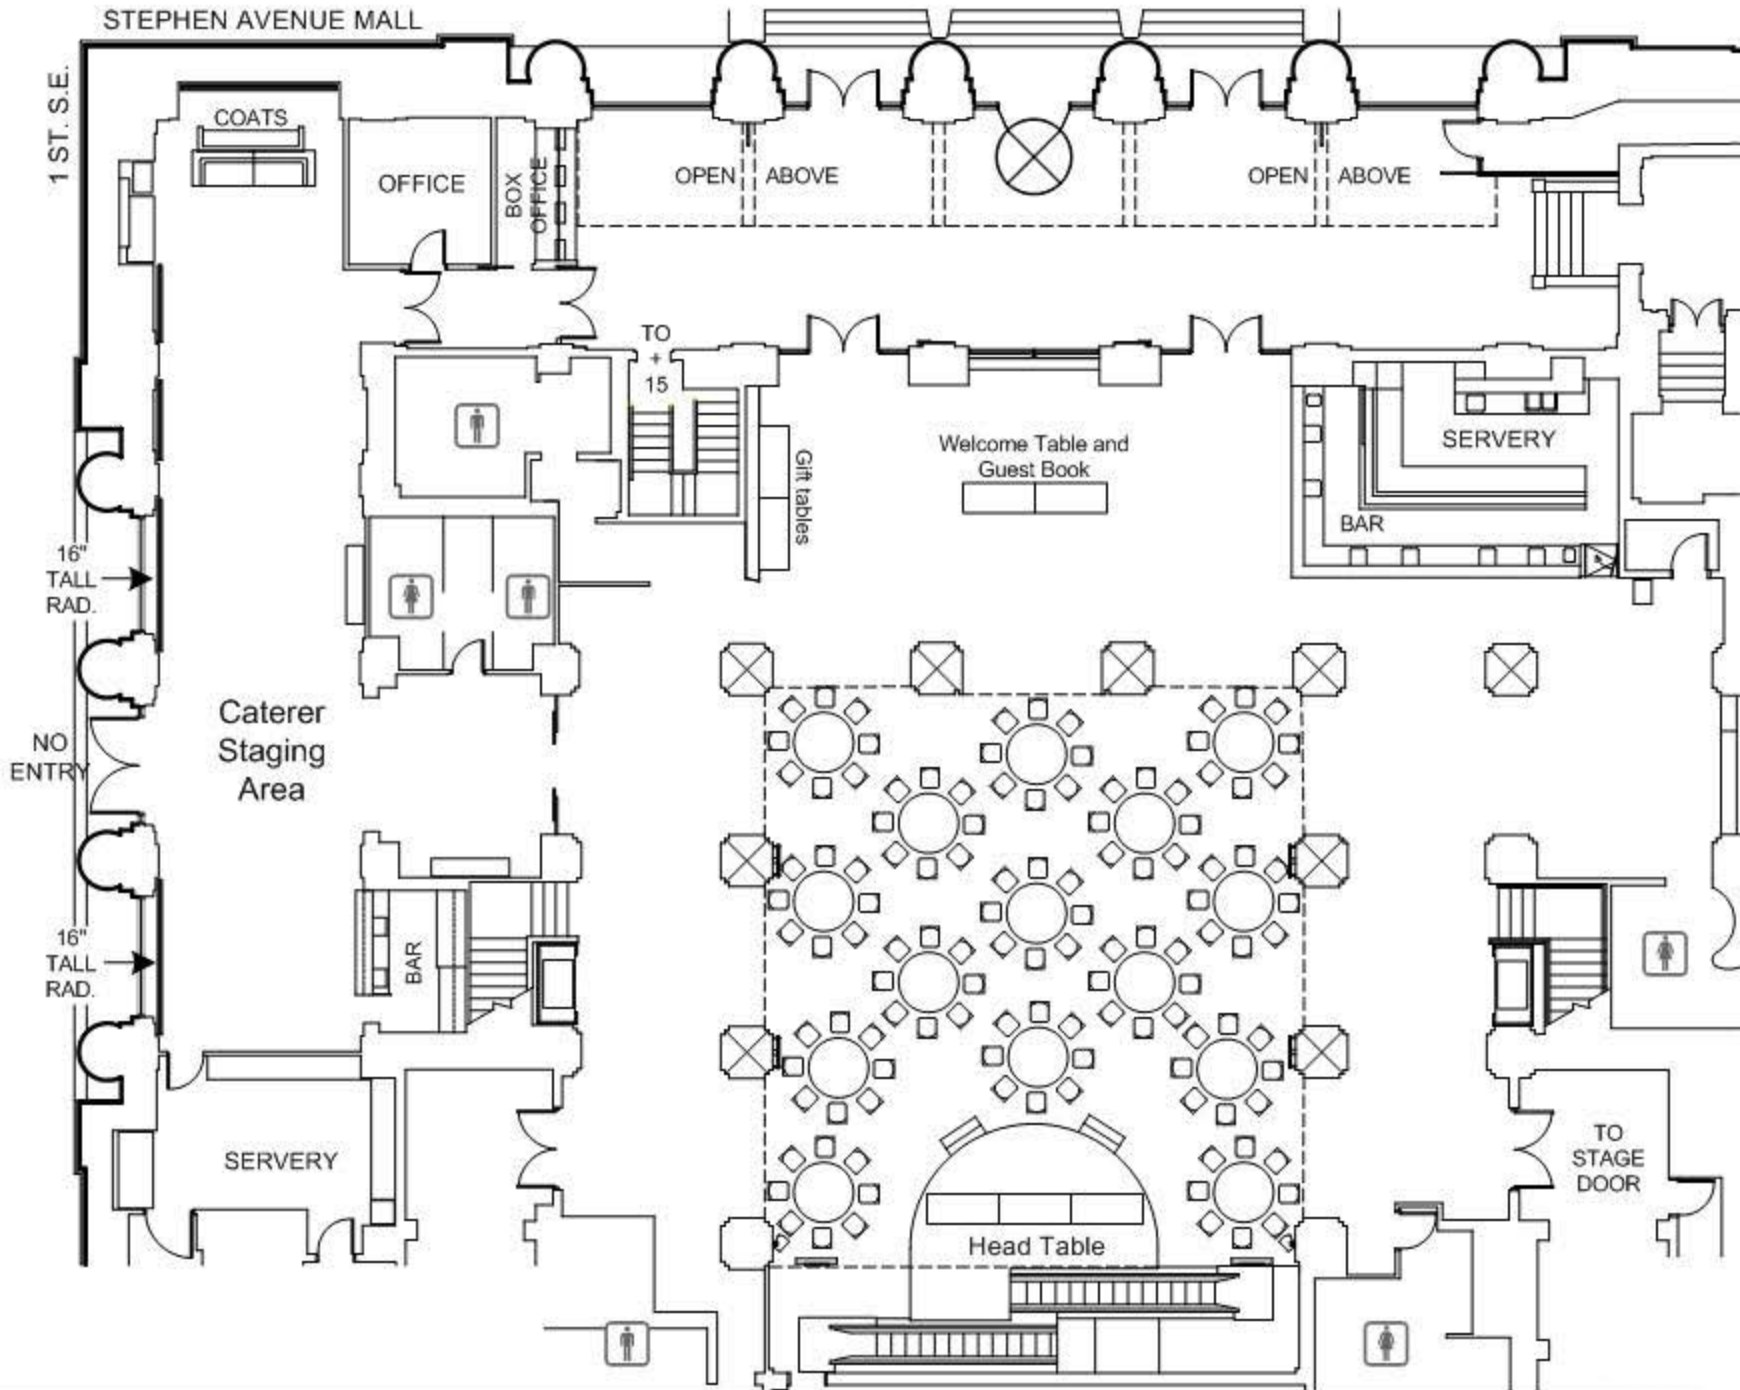 STEPHEN AVENUE MALL
1 ST. S.E.
COATS
OFFICE
BOX
OFFICE
OPEN
ABOVE
OPEN
ABOVE
TO
+
15
Gift tables
Welcome Table and
Guest Book
SERVERY
BAR
16"
TALL
RAD.
NO
ENTRY
Caterer
Staging
Area
16"
TALL
RAD.
BAR
SERVERY
TO
STAGE
DOOR
Head Table